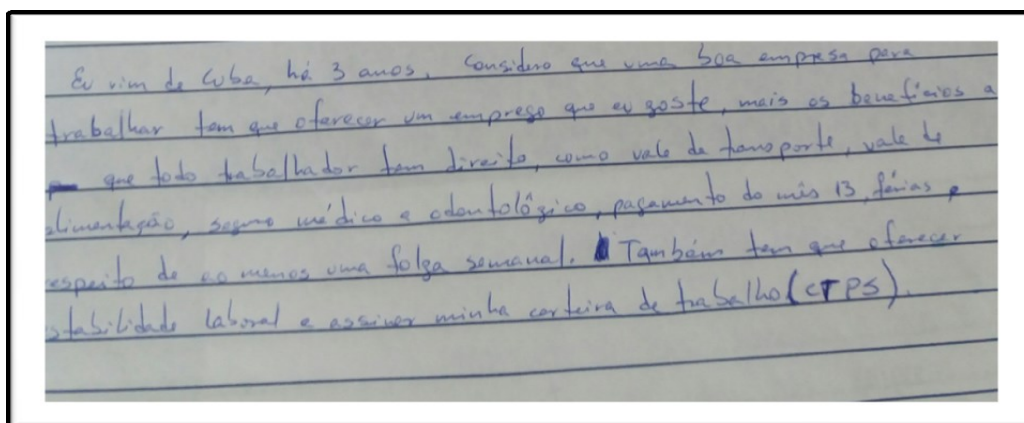 Eu vim de Cuba, há 3 anos. Considero que uma boa empresa para
trabalhar tem que oferecer um emprego que eu goste, mais os benefícios a
que todo trabalhador tem direito, como vale de transporte, vale de
alimentação, seguro médico e odontológico, pagamento do mês 13, férias e
respeito de ao menos uma folga semanal. Também tem que oferecer
stabilidade laboral e assinar minha carteira de trabalho (CTPS).